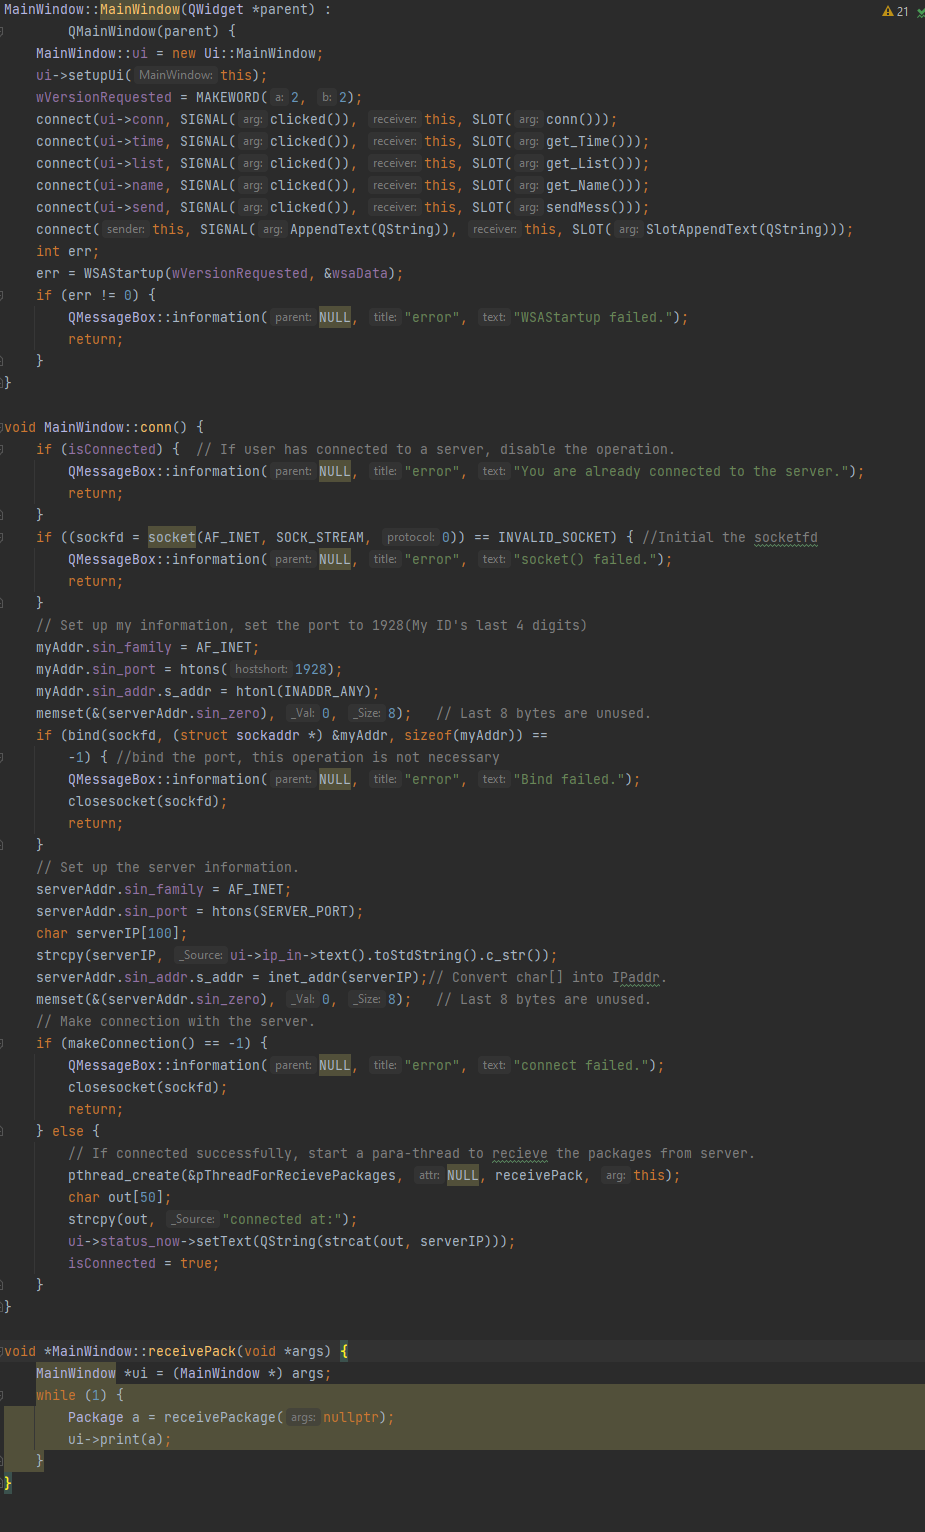 MainWindow::MainWindow(QWidget *parent) :
21
QMainWindow(parent) {
MainWindow::ui = new Ui::MainWindow;
ui->setupUi( MainWindow: this);
wVersionRequested = MAKEWORD( a: 2, b: 2);
connect(ui->conn, SIGNAL( arg: clicked()), receiver: this, SLOT( arg: conn()));
connect(ui->time, SIGNAL( arg: clicked()), receiver: this, SLOT( arg: get_Time()));
connect(ui->list, SIGNAL( arg: clicked()), receiver: this, SLOT( arg: get_List()));
connect(ui->name, SIGNAL( arg: clicked()), receiver: this, SLOT( arg: get_Name()));
connect(ui->send, SIGNAL( arg: clicked()), receiver: this, SLOT( arg: sendMess()));
connect( sender: this, SIGNAL( arg: AppendText(QString)), receiver: this, SLOT( arg: SlotAppendText(QString)));
int err;
err = WSAStartup(wVersionRequested, &wsaData);
if (err != 0) {
QMessageBox::information( parent: NULL, title: "error", text: "WSAStartup failed.");
return;
}
}
void MainWindow::conn() {
if (isConnected) {  // If user has connected to a server, disable the operation.
QMessageBox::information( parent: NULL, title: "error", text: "You are already connected to the server.");
return;
}
if ((sockfd = socket(AF_INET, SOCK_STREAM, protocol: 0)) == INVALID_SOCKET) { //Initial the socketfd
QMessageBox::information( parent: NULL, title: "error", text: "socket() failed.");
return;
}
// Set up my information, set the port to 1928(My ID's last 4 digits)
myAddr.sin_family = AF_INET;
myAddr.sin_port = htons( hostshort: 1928);
myAddr.sin_addr.s_addr = htonl(INADDR_ANY);
memset(&(serverAddr.sin_zero), _Val: 0, _Size: 8);   // Last 8 bytes are unused.
if (bind(sockfd, (struct sockaddr *) &myAddr, sizeof(myAddr)) ==
-1) { //bind the port, this operation is not necessary
QMessageBox::information( parent: NULL, title: "error", text: "Bind failed.");
closesocket(sockfd);
return;
}
// Set up the server information.
serverAddr.sin_family = AF_INET;
serverAddr.sin_port = htons(SERVER_PORT);
char serverIP[100];
strcpy(serverIP, _Source: ui->ip_in->text().toStdString().c_str());
serverAddr.sin_addr.s_addr = inet_addr(serverIP);// Convert char[] into IPaddr.
memset(&(serverAddr.sin_zero), _Val: 0, _Size: 8);   // Last 8 bytes are unused.
// Make connection with the server.
if (makeConnection() == -1) {
QMessageBox::information( parent: NULL, title: "error", text: "connect failed.");
closesocket(sockfd);
return;
} else {
// If connected successfully, start a para-thread to recieve the packages from server.
pthread_create(&pThreadForRecievePackages, attr: NULL, receivePack, arg: this);
char out[50];
strcpy(out, _Source: "connected at:");
ui->status_now->setText(QString(strcat(out, serverIP)));
isConnected = true;
}
}
void *MainWindow::receivePack(void *args) {
MainWindow *ui = (MainWindow *) args;
while (1) {
Package a = receivePackage( args: nullptr);
ui->print(a);
}
}